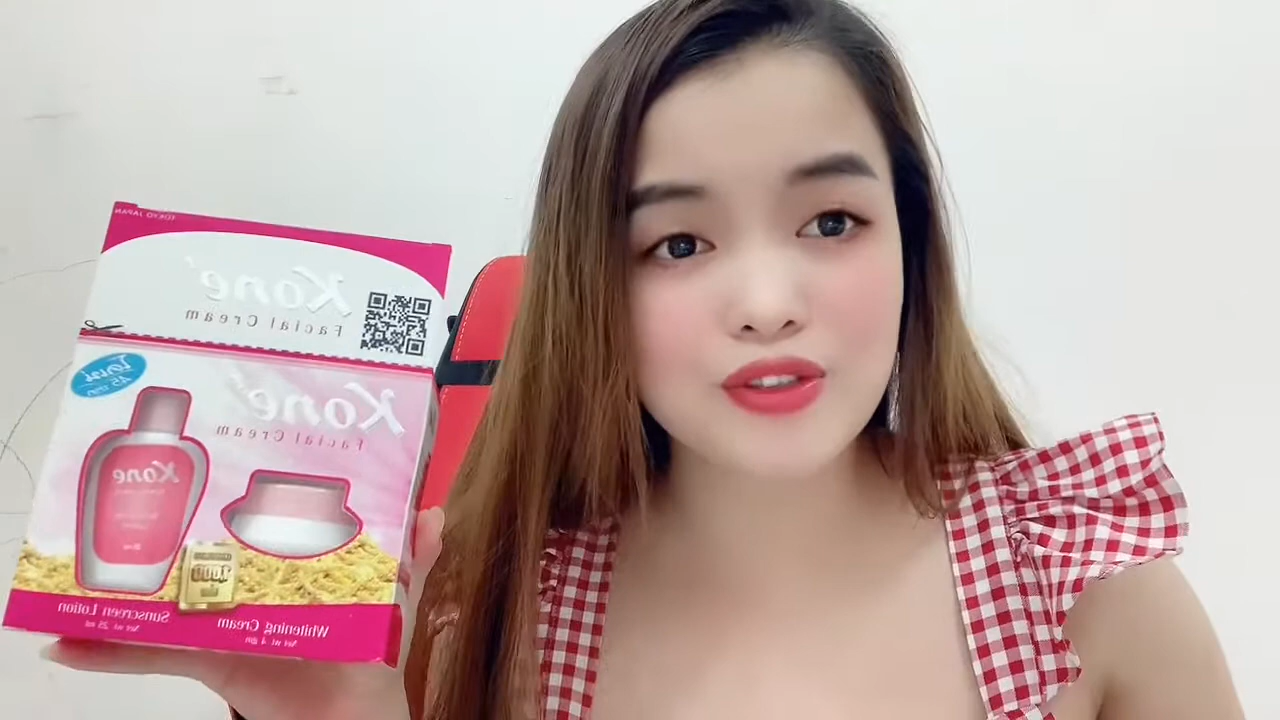 TOKYO JAPAN
Kone'
Facial Cream
Kone'
Facial Cream
Kone
1000
Sunscreen Lotion
Net wt. 25 ml
Whitening Cream
Net wt. 4 gm